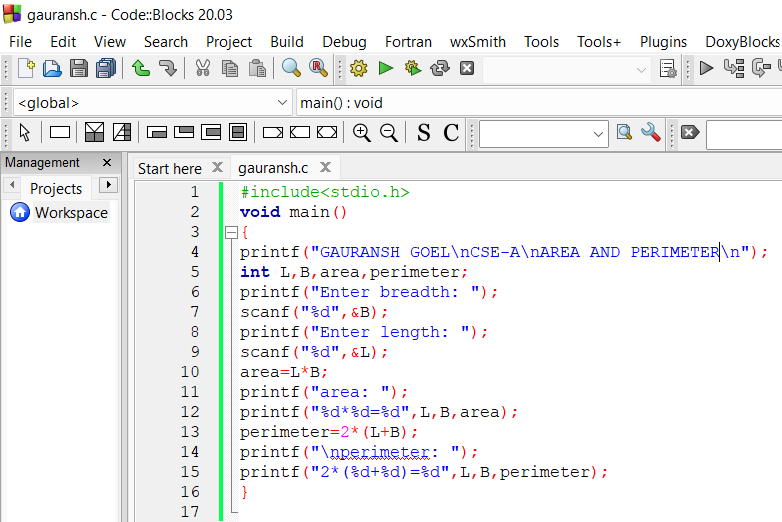 gauransh.c - Code::Blocks 20.03
File Edit View Search Project Build Debug Fortran wxSmith Tools Tools+ Plugins DoxyBlocks
<global> main() : void
S C
Management
Start here gauransh.c
Projects
Workspace
1 #include<stdio.h>
2 void main()
3 {
4 printf("GAURANSH GOEL\nCSE-A\nAREA AND PERIMETER\n");
5 int L,B,area,perimeter;
6 printf("Enter breadth: ");
7 scanf("%d",&B);
8 printf("Enter length: ");
9 scanf("%d",&L);
10 area=L*B;
11 printf("area: ");
12 printf("%d*%d=%d",L,B,area);
13 perimeter=2*(L+B);
14 printf("\nperimeter: ");
15 printf("2*(%d+%d)=%d",L,B,perimeter);
16 }
17